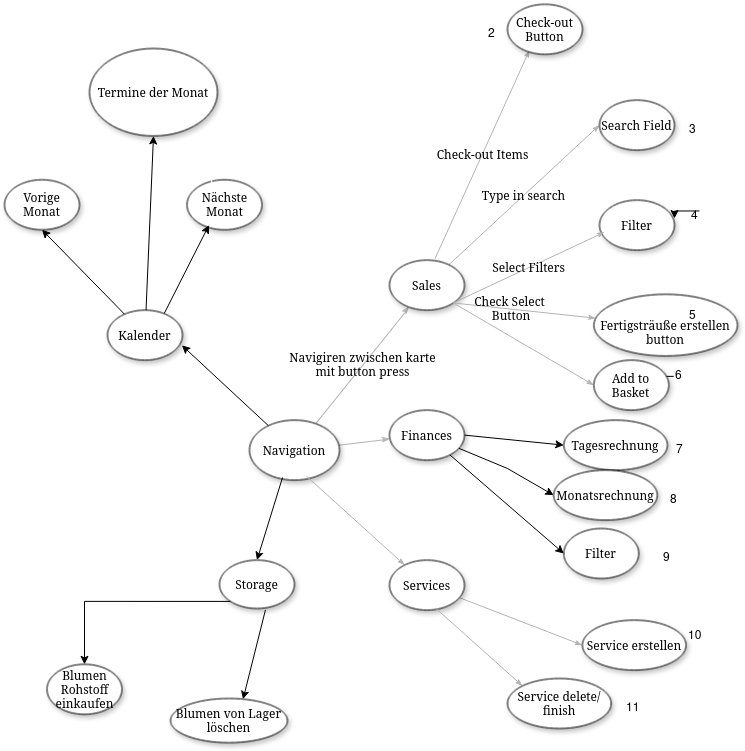 Check-out
Button
2
Termine der Monat
Search Field
3
Check-out Items
Type in search
Vorige
Monat
Nächste
Monat
Filter
4
Select Filters
Sales
Check Select
Button
5
Fertigsträuße erstellen
button
Kalender
Navigiren zwischen karte
mit button press
Add to
Basket
6
Navigation
Finances
Tagesrechnung
7
Monatsrechnung
8
Filter
9
Storage
Services
Service erstellen
10
Blumen
Rohstoff
einkaufen
Blumen von Lager
löschen
Service delete/
finish
11